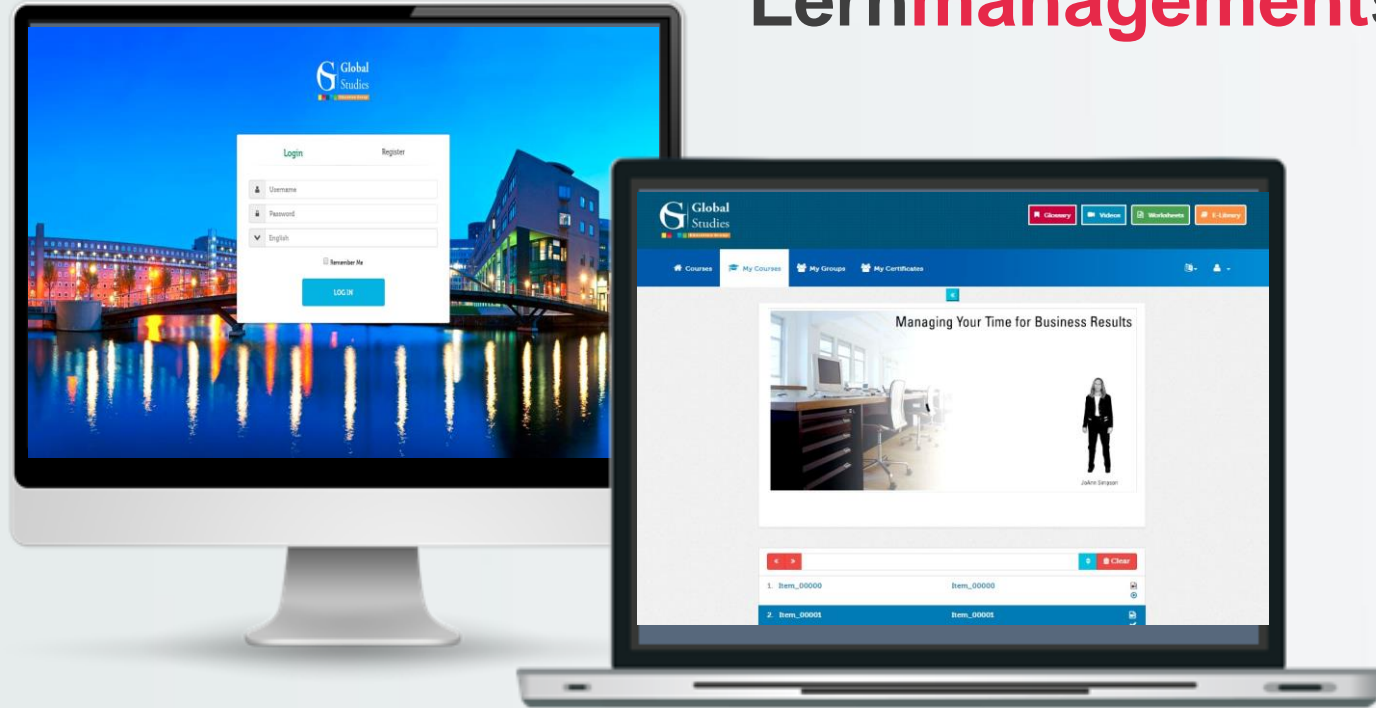 Lernmanagements
Global
Studies
Login Register
Username
Password
English
Remember Me
LOG IN
Global
Studies
Glossary Videos Worksheets E-Library
Courses My Courses My Groups My Certificates
Managing Your Time for Business Results
JoAnn Simpson
Clear
1. Item_00000 Item_00000
2. Item_00001 Item_00001